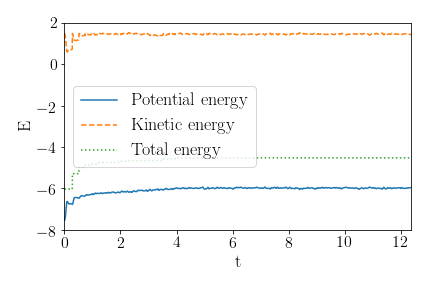 2
0
−2
−4
−6
−8
E
Potential energy
Kinetic energy
Total energy
0 2 4 6 8 10 12
t